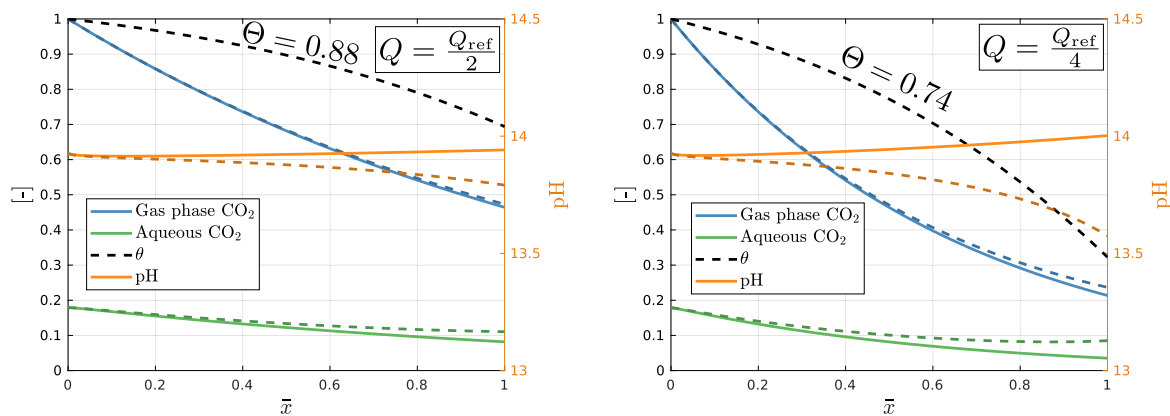 Θ = 0.88
Q = Q_ref/2
14.5
14
13.5
13
pH
1
0.9
0.8
0.7
0.6
0.5
0.4
0.3
0.2
0.1
0
[-]
Gas phase CO₂
Aqueous CO₂
θ
pH
0 0.2 0.4 0.6 0.8 1
x̄
Θ = 0.74
Q = Q_ref/4
14.5
14
13.5
13
pH
1
0.9
0.8
0.7
0.6
0.5
0.4
0.3
0.2
0.1
0
[-]
Gas phase CO₂
Aqueous CO₂
θ
pH
0 0.2 0.4 0.6 0.8 1
x̄